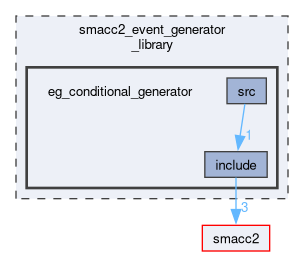 smacc2_event_generator
_library
eg_conditional_generator
src
1
include
3
smacc2